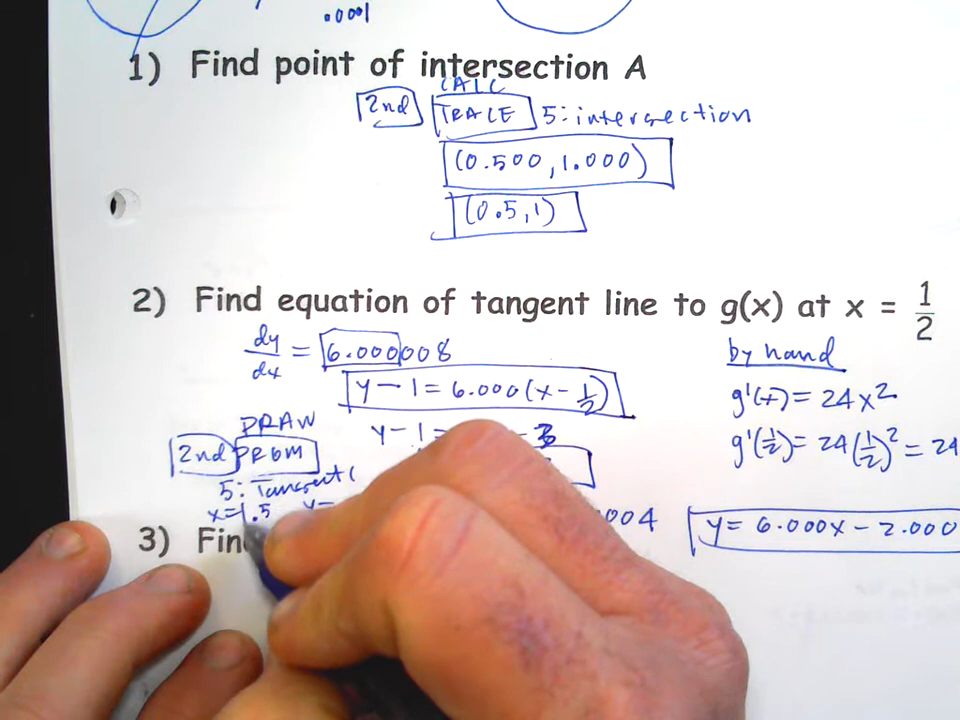 .0001
1) Find point of intersection A
CALC
2nd TRACE 5: intersection
(0.500, 1.000)
(0.5, 1)
2) Find equation of tangent line to g(x) at x = 1/2
dy/dx = 6.000008
y - 1 = 6.000(x - 1/2)
y - 1 = - 3
DRAW
2nd PRGM
5: Tangent(
x = .5 y =
004
y = 6.000x - 2.000
by hand
g'(x) = 24x²
g'(1/2) = 24(1/2)² = 24
3) Fin